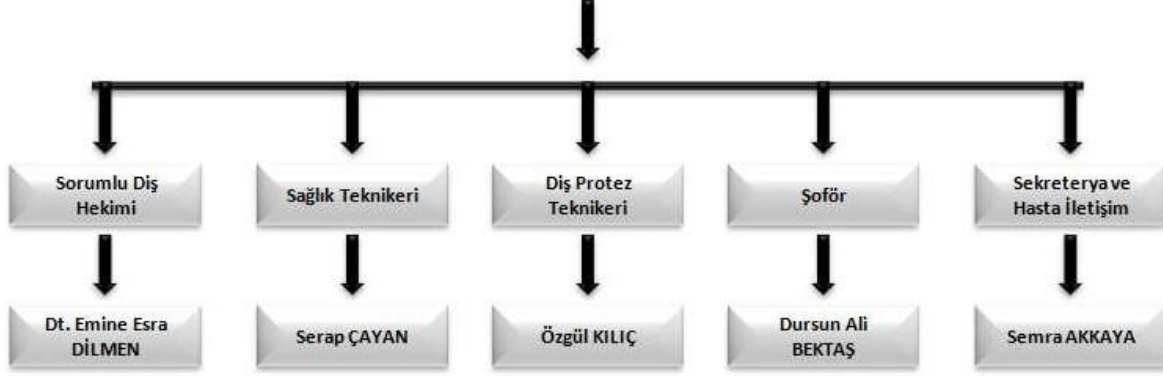 Sorumlu Diş
Hekimi
Sağlık Teknikeri
Diş Protez
Teknikeri
Şoför
Sekreterya ve
Hasta İletişim
Dt. Emine Esra
DİLMEN
Serap ÇAYAN
Özgül KILIÇ
Dursun Ali
BEKTAŞ
Semra AKKAYA